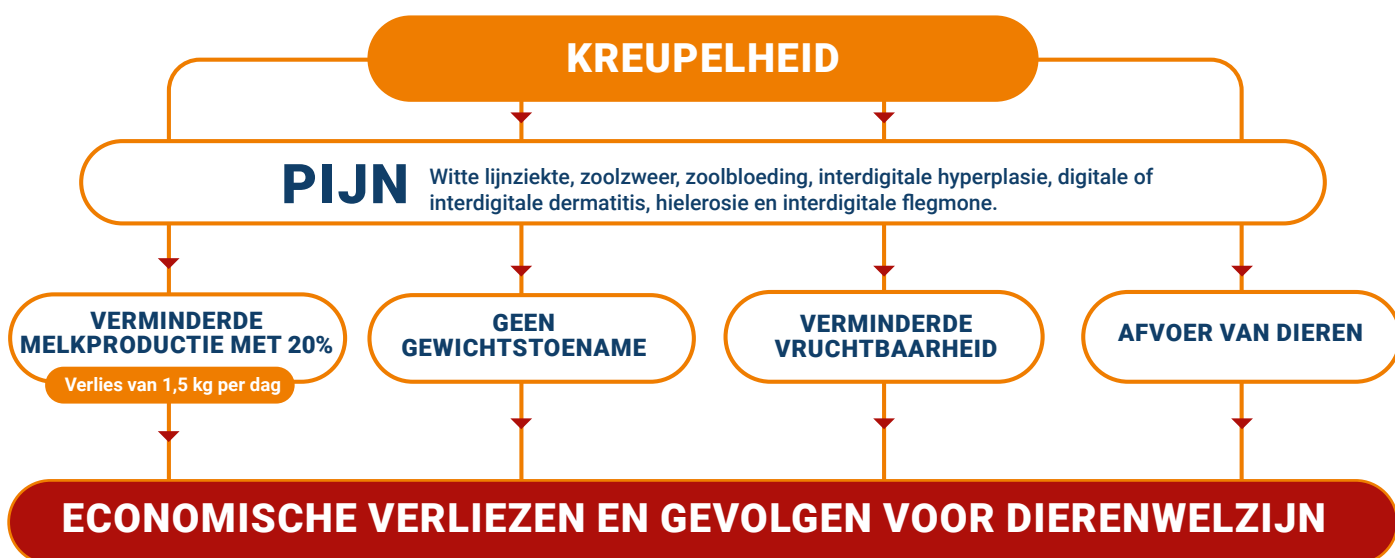 KREUPELHEID
PIJN
Witte lijnziekte, zoolzweer, zoolbloeding, interdigitale hyperplasie, digitale of
interdigitale dermatitis, hielerosie en interdigitale flegmone.
VERMINDERDE
MELKPRODUCTIE MET 20%
Verlies van 1,5 kg per dag
GEEN
GEWICHTSTOENAME
VERMINDERDE
VRUCHTBAARHEID
AFVOER VAN DIEREN
ECONOMISCHE VERLIEZEN EN GEVOLGEN VOOR DIERENWELZIJN